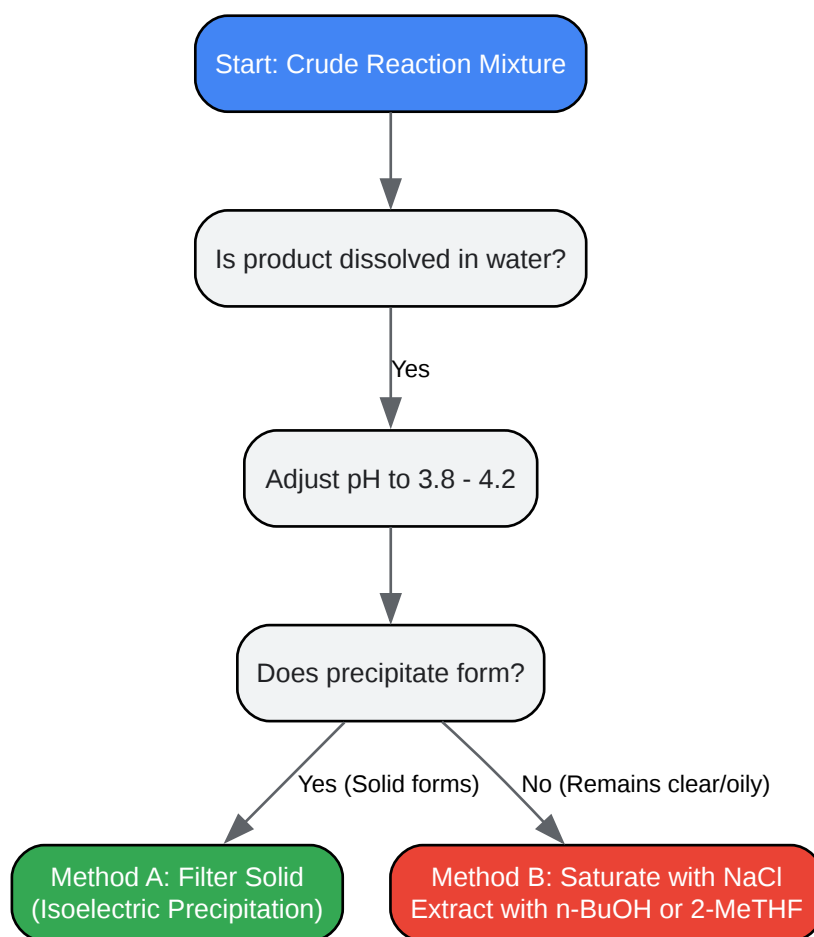 Start: Crude Reaction Mixture
Is product dissolved in water?
Yes
Adjust pH to 3.8 - 4.2
Does precipitate form?
Yes (Solid forms)
No (Remains clear/oily)
Method A: Filter Solid
(Isoelectric Precipitation)
Method B: Saturate with NaCl
Extract with n-BuOH or 2-MeTHF